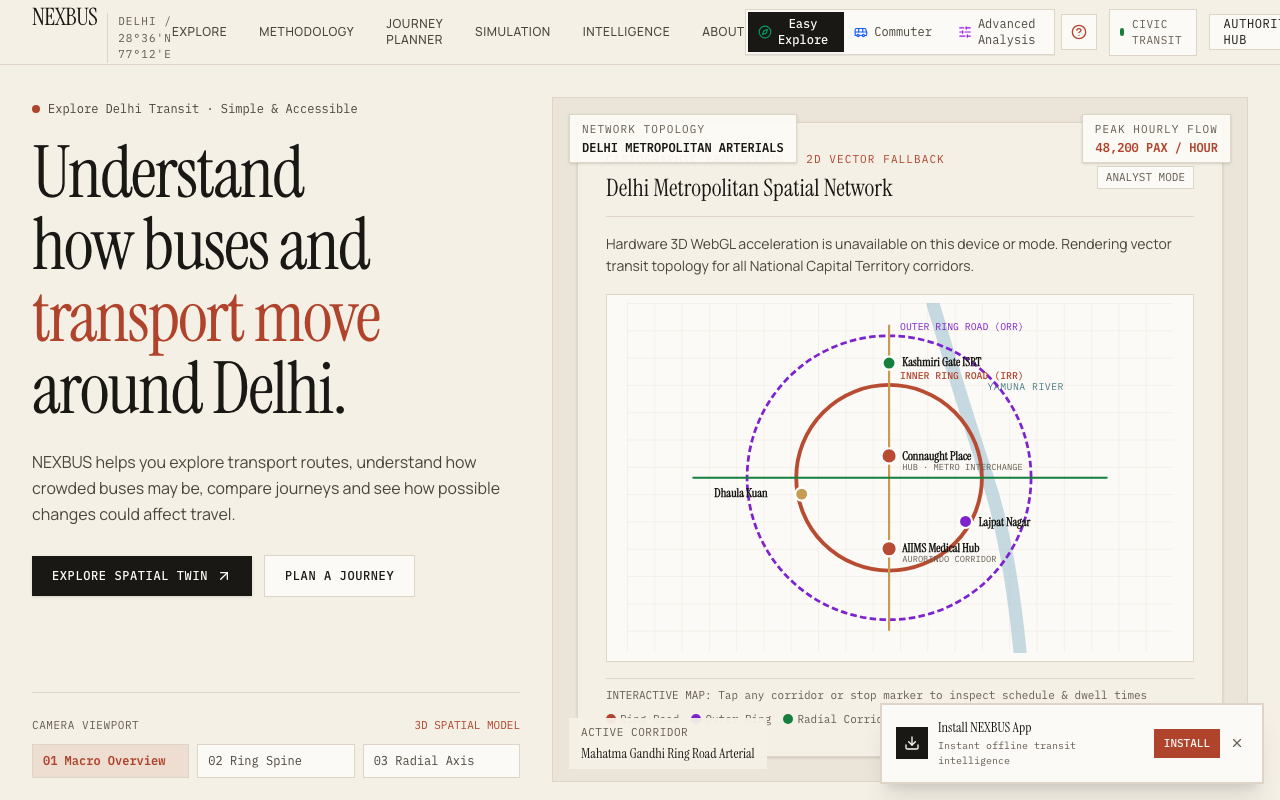 NEXBUS
DELHI /
28°36'N
77°12'E
EXPLORE
METHODOLOGY
JOURNEY
PLANNER
SIMULATION
INTELLIGENCE
ABOUT
Easy
Explore
Commuter
Advanced
Analysis
CIVIC
TRANSIT
HUB
Explore Delhi Transit · Simple & Accessible
Understand
how buses and
transport move
around Delhi.
NEXBUS helps you explore transport routes, understand how
crowded buses may be, compare journeys and see how possible
changes could affect travel.
EXPLORE SPATIAL TWIN
PLAN A JOURNEY
CAMERA VIEWPORT
3D SPATIAL MODEL
01 Macro Overview
02 Ring Spine
03 Radial Axis
NETWORK TOPOLOGY
DELHI METROPOLITAN ARTERIALS
PEAK HOURLY FLOW
48,200 PAX / HOUR
2D VECTOR FALLBACK
ANALYST MODE
Delhi Metropolitan Spatial Network
Hardware 3D WebGL acceleration is unavailable on this device or mode. Rendering vector
transit topology for all National Capital Territory corridors.
OUTER RING ROAD (ORR)
Kashmiri Gate ISBT
INNER RING ROAD (IRR)
YAMUNA RIVER
Connaught Place
HUB · METRO INTERCHANGE
Dhaula Kuan
Lajpat Nagar
AIIMS Medical Hub
AUROBINDO CORRIDOR
INTERACTIVE MAP: Tap any corridor or stop marker to inspect schedule & dwell times
Ring Road
Outer Ring
Radial
ACTIVE CORRIDOR
Mahatma Gandhi Ring Road Arterial
Install NEXBUS App
Instant offline transit
intelligence
INSTALL